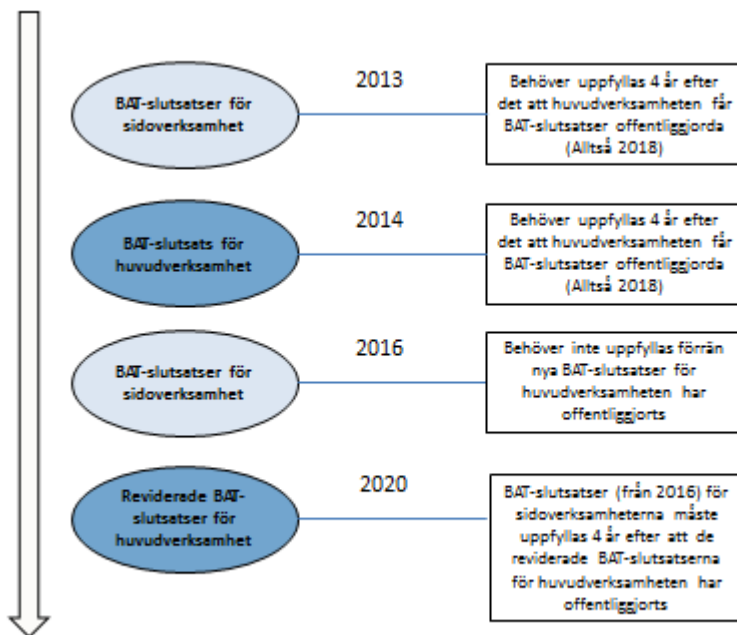 BAT-slutsatser för
sidoverksamhet
2013
Behöver uppfyllas 4 år efter
det att huvudverksamheten får
BAT-slutsatser offentliggjorda
(Alltså 2018)
BAT-slutsats för
huvudverksamhet
2014
Behöver uppfyllas 4 år efter
det att huvudverksamheten får
BAT-slutsatser offentliggjorda
(Alltså 2018)
BAT-slutsatser för
sidoverksamhet
2016
Behöver inte uppfyllas förrän
nya BAT-slutsatser för
huvudverksamheten har
offentliggjorts
Reviderade BAT-
slutsatser för
huvudverksamhet
2020
BAT-slutsatser (från 2016) för
sidoverksamheterna måste
uppfyllas 4 år efter att de
reviderade BAT-slutsatserna
för huvudverksamheten har
offentliggjorts